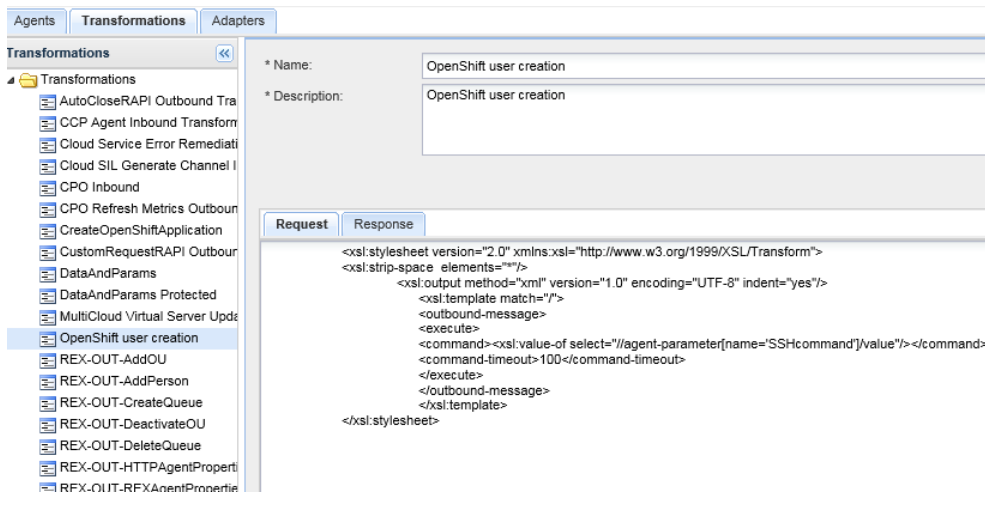 Agents Transformations Adapters
Transformations
Transformations
AutoCloseRAPI Outbound Tra
CCP Agent Inbound Transform
Cloud Service Error Remediati
Cloud SIL Generate Channel I
CPO Inbound
CPO Refresh Metrics Outboun
CreateOpenShiftApplication
CustomRequestRAPI Outbour
DataAndParams
DataAndParams Protected
MultiCloud Virtual Server Upda
OpenShift user creation
REX-OUT-AddOU
REX-OUT-AddPerson
REX-OUT-CreateQueue
REX-OUT-DeactivateOU
REX-OUT-DeleteQueue
REX-OUT-HTTPAgentProperti
REX-OUT-REXAgentPropertie
* Name: OpenShift user creation
* Description: OpenShift user creation
Request Response
<xsl:stylesheet version="2.0" xmlns:xsl="http://www.w3.org/1999/XSL/Transform">
<xsl:strip-space elements="*"/>
<xsl:output method="xml" version="1.0" encoding="UTF-8" indent="yes"/>
<xsl:template match="/">
<outbound-message>
<execute>
<command><xsl:value-of select="//agent-parameter[name='SSHcommand']/value"/></command>
<command-timeout>100</command-timeout>
</execute>
</outbound-message>
</xsl:template>
</xsl:stylesheet>